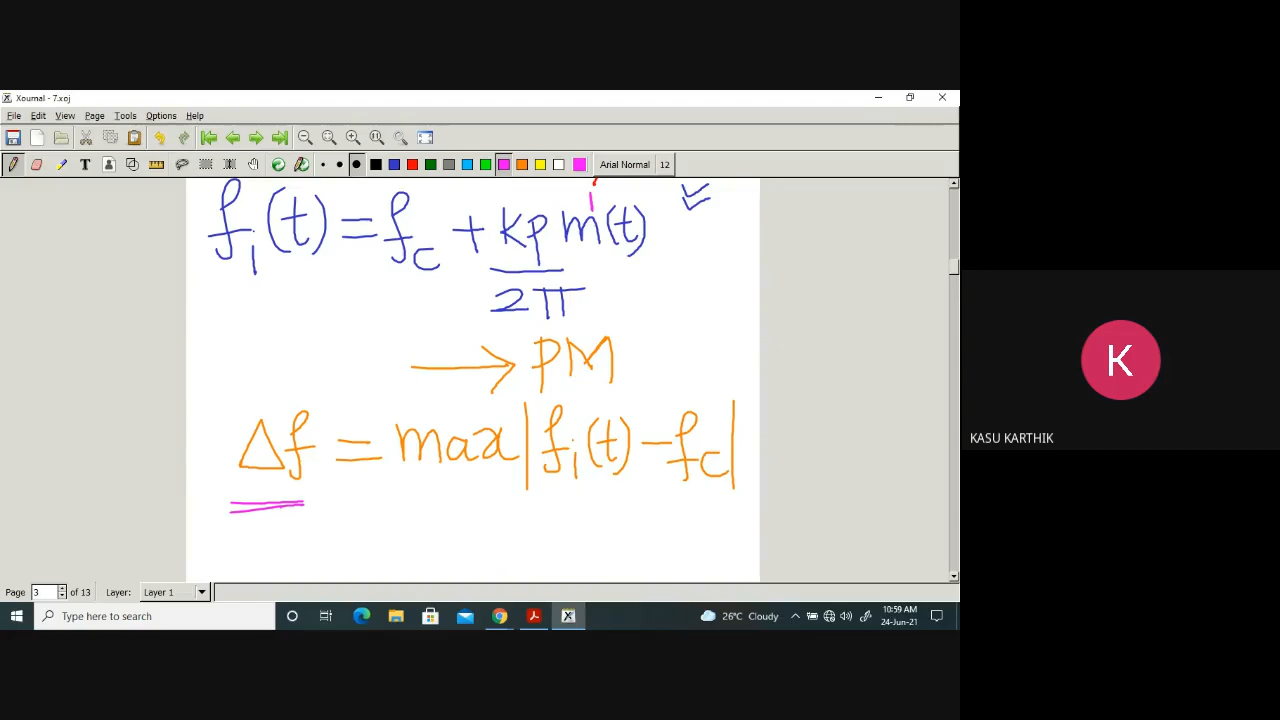 Xournal - 7.xoj
File Edit View Page Tools Options Help
Arial Normal 12
fi(t) = fc + kp m'(t)
2π
→ PM
Δf = max|fi(t) - fc|
K
KASU KARTHIK
Page 3 of 13 Layer: Layer 1
Type here to search
26°C Cloudy
10:59 AM
24-Jun-21